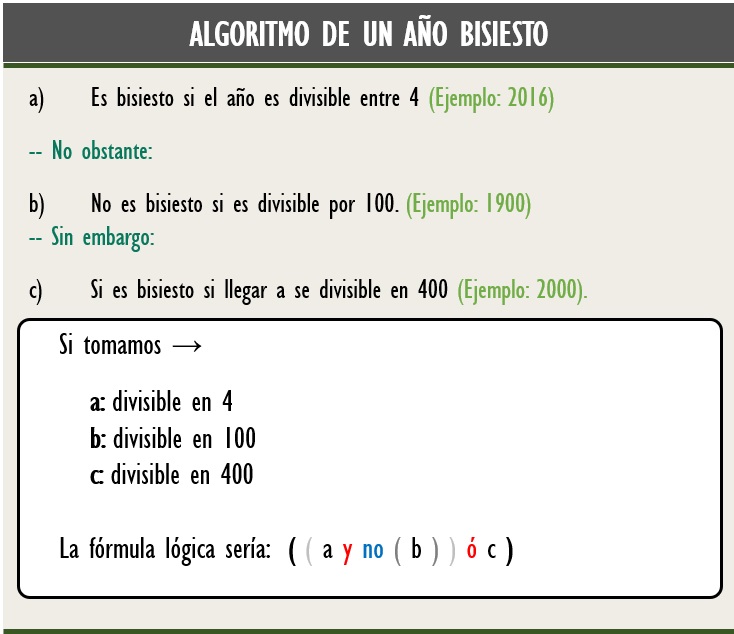 ALGORITMO DE UN AÑO BISIESTO
a) Es bisiesto si el año es divisible entre 4 (Ejemplo: 2016)
-- No obstante:
b) No es bisiesto si es divisible por 100. (Ejemplo: 1900)
-- Sin embargo:
c) Si es bisiesto si llegar a se divisible en 400 (Ejemplo: 2000).
Si tomamos →
a: divisible en 4
b: divisible en 100
c: divisible en 400
La fórmula lógica sería: ( ( a y no ( b ) ) ó c )